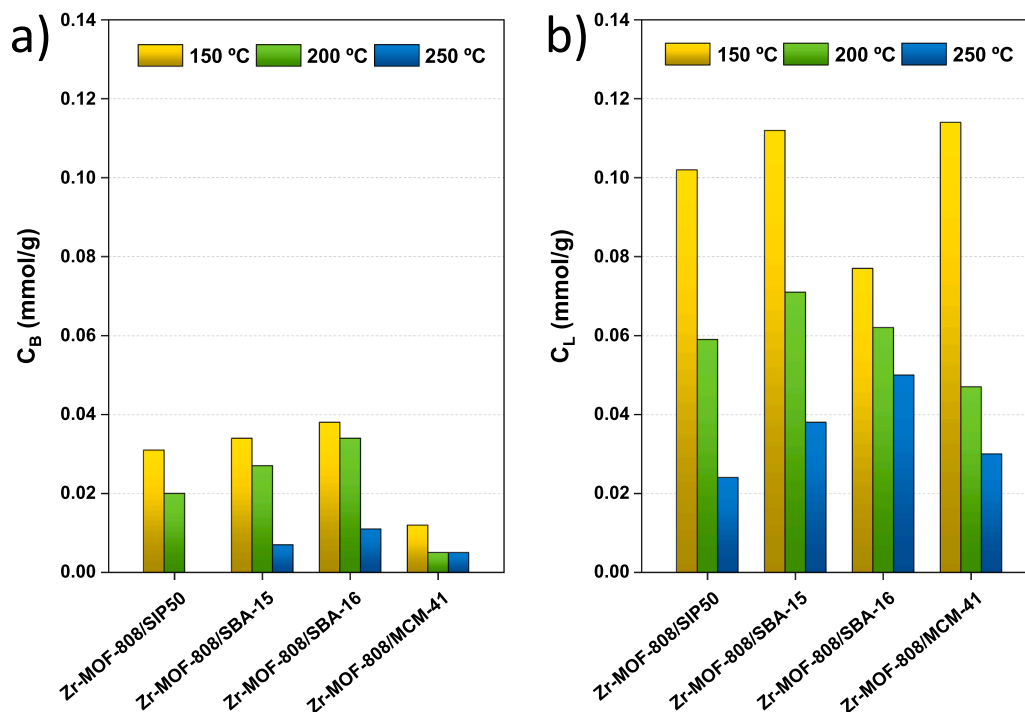 a)
150 ºC 200 ºC 250 ºC
0.14
0.12
0.10
0.08
0.06
0.04
0.02
0.00
C_B (mmol/g)
Zr-MOF-808/SIP50
Zr-MOF-808/SBA-15
Zr-MOF-808/SBA-16
Zr-MOF-808/MCM-41
b)
150 ºC 200 ºC 250 ºC
0.14
0.12
0.10
0.08
0.06
0.04
0.02
0.00
C_L (mmol/g)
Zr-MOF-808/SIP50
Zr-MOF-808/SBA-15
Zr-MOF-808/SBA-16
Zr-MOF-808/MCM-41